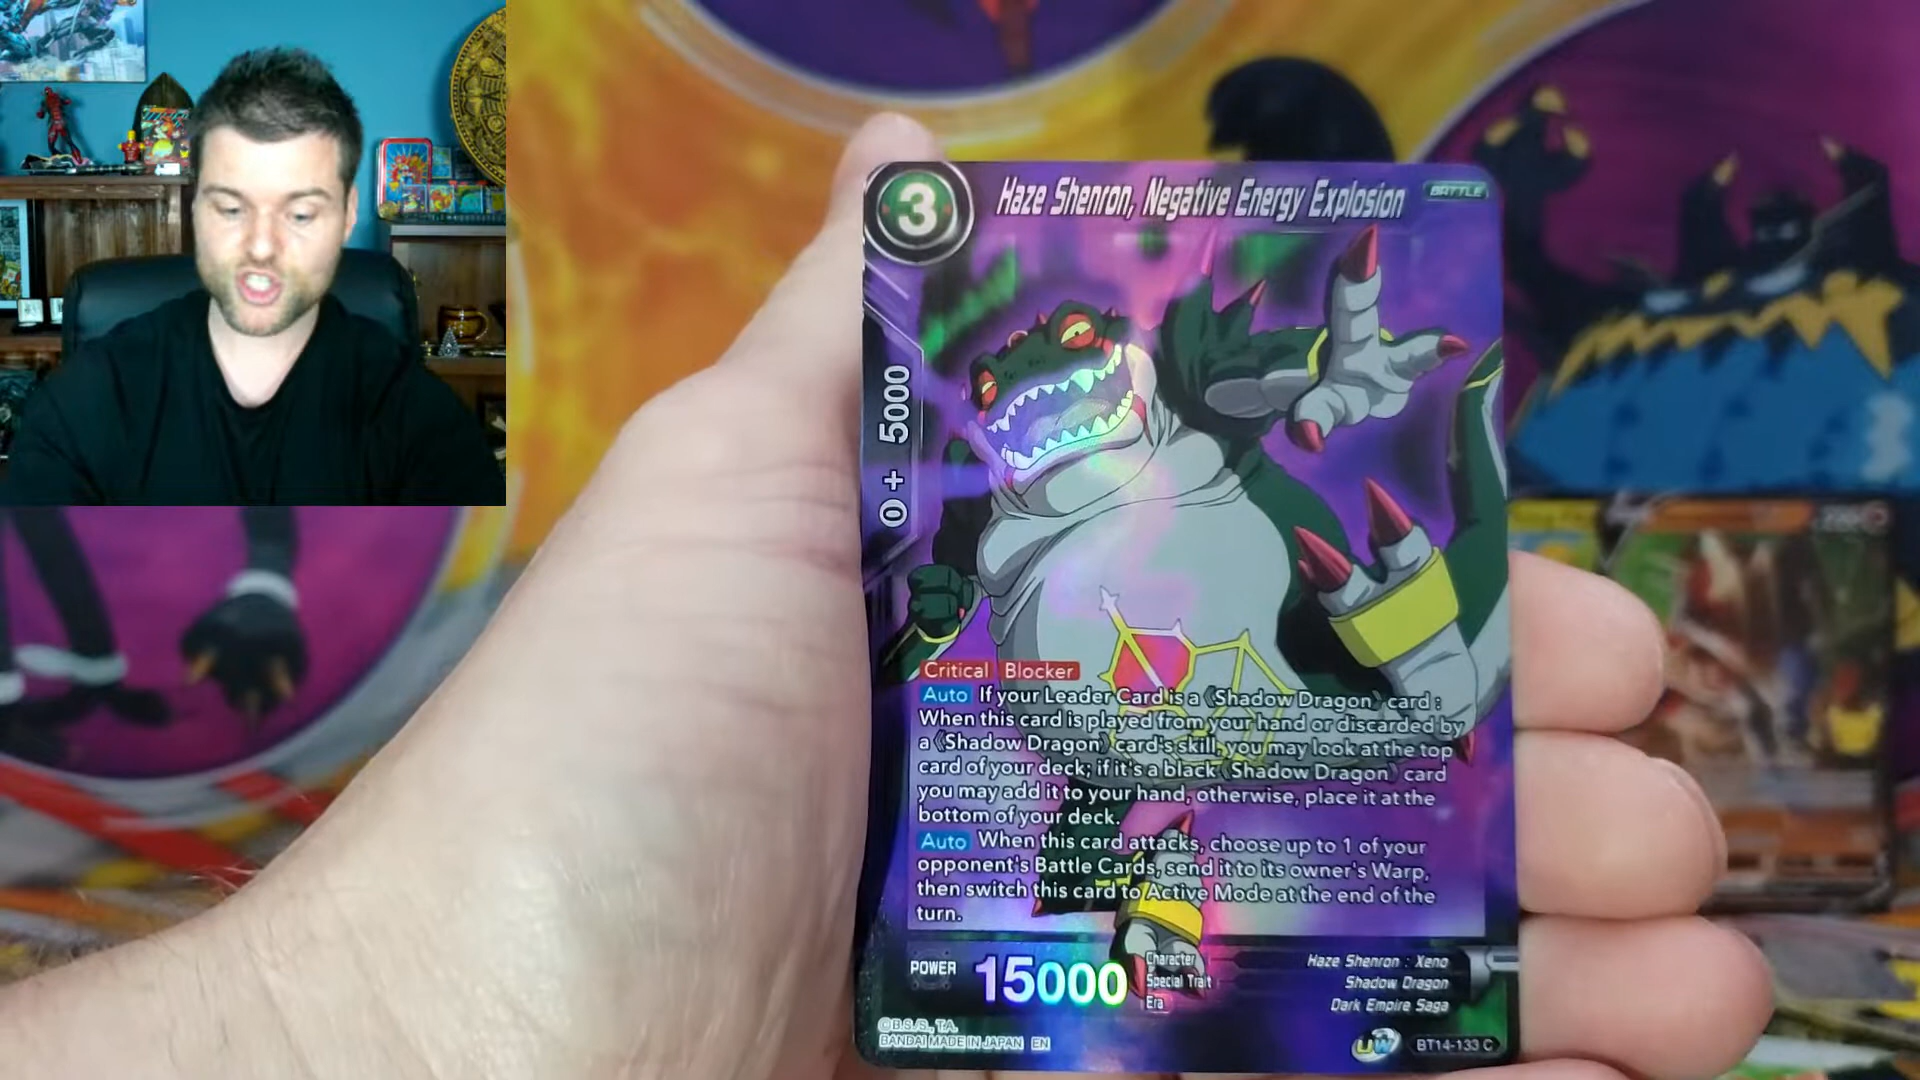 3
Haze Shenron, Negative Energy Explosion
BATTLE
0 + 5000
Critical Blocker
Auto If your Leader Card is a 《Shadow Dragon》 card :
When this card is played from your hand or discarded by
a 《Shadow Dragon》 card's skill, you may look at the top
card of your deck; if it's a black 《Shadow Dragon》 card
you may add it to your hand, otherwise, place it at the
bottom of your deck.
Auto When this card attacks, choose up to 1 of your
opponent's Battle Cards, send it to its owner's Warp,
then switch this card to Active Mode at the end of the
turn.
POWER 15000
Character Haze Shenron : Xeno
Special Trait Shadow Dragon
Era Dark Empire Saga
©B.S./S., T.A.
BANDAI MADE IN JAPAN EN
UW
BT14-133 C